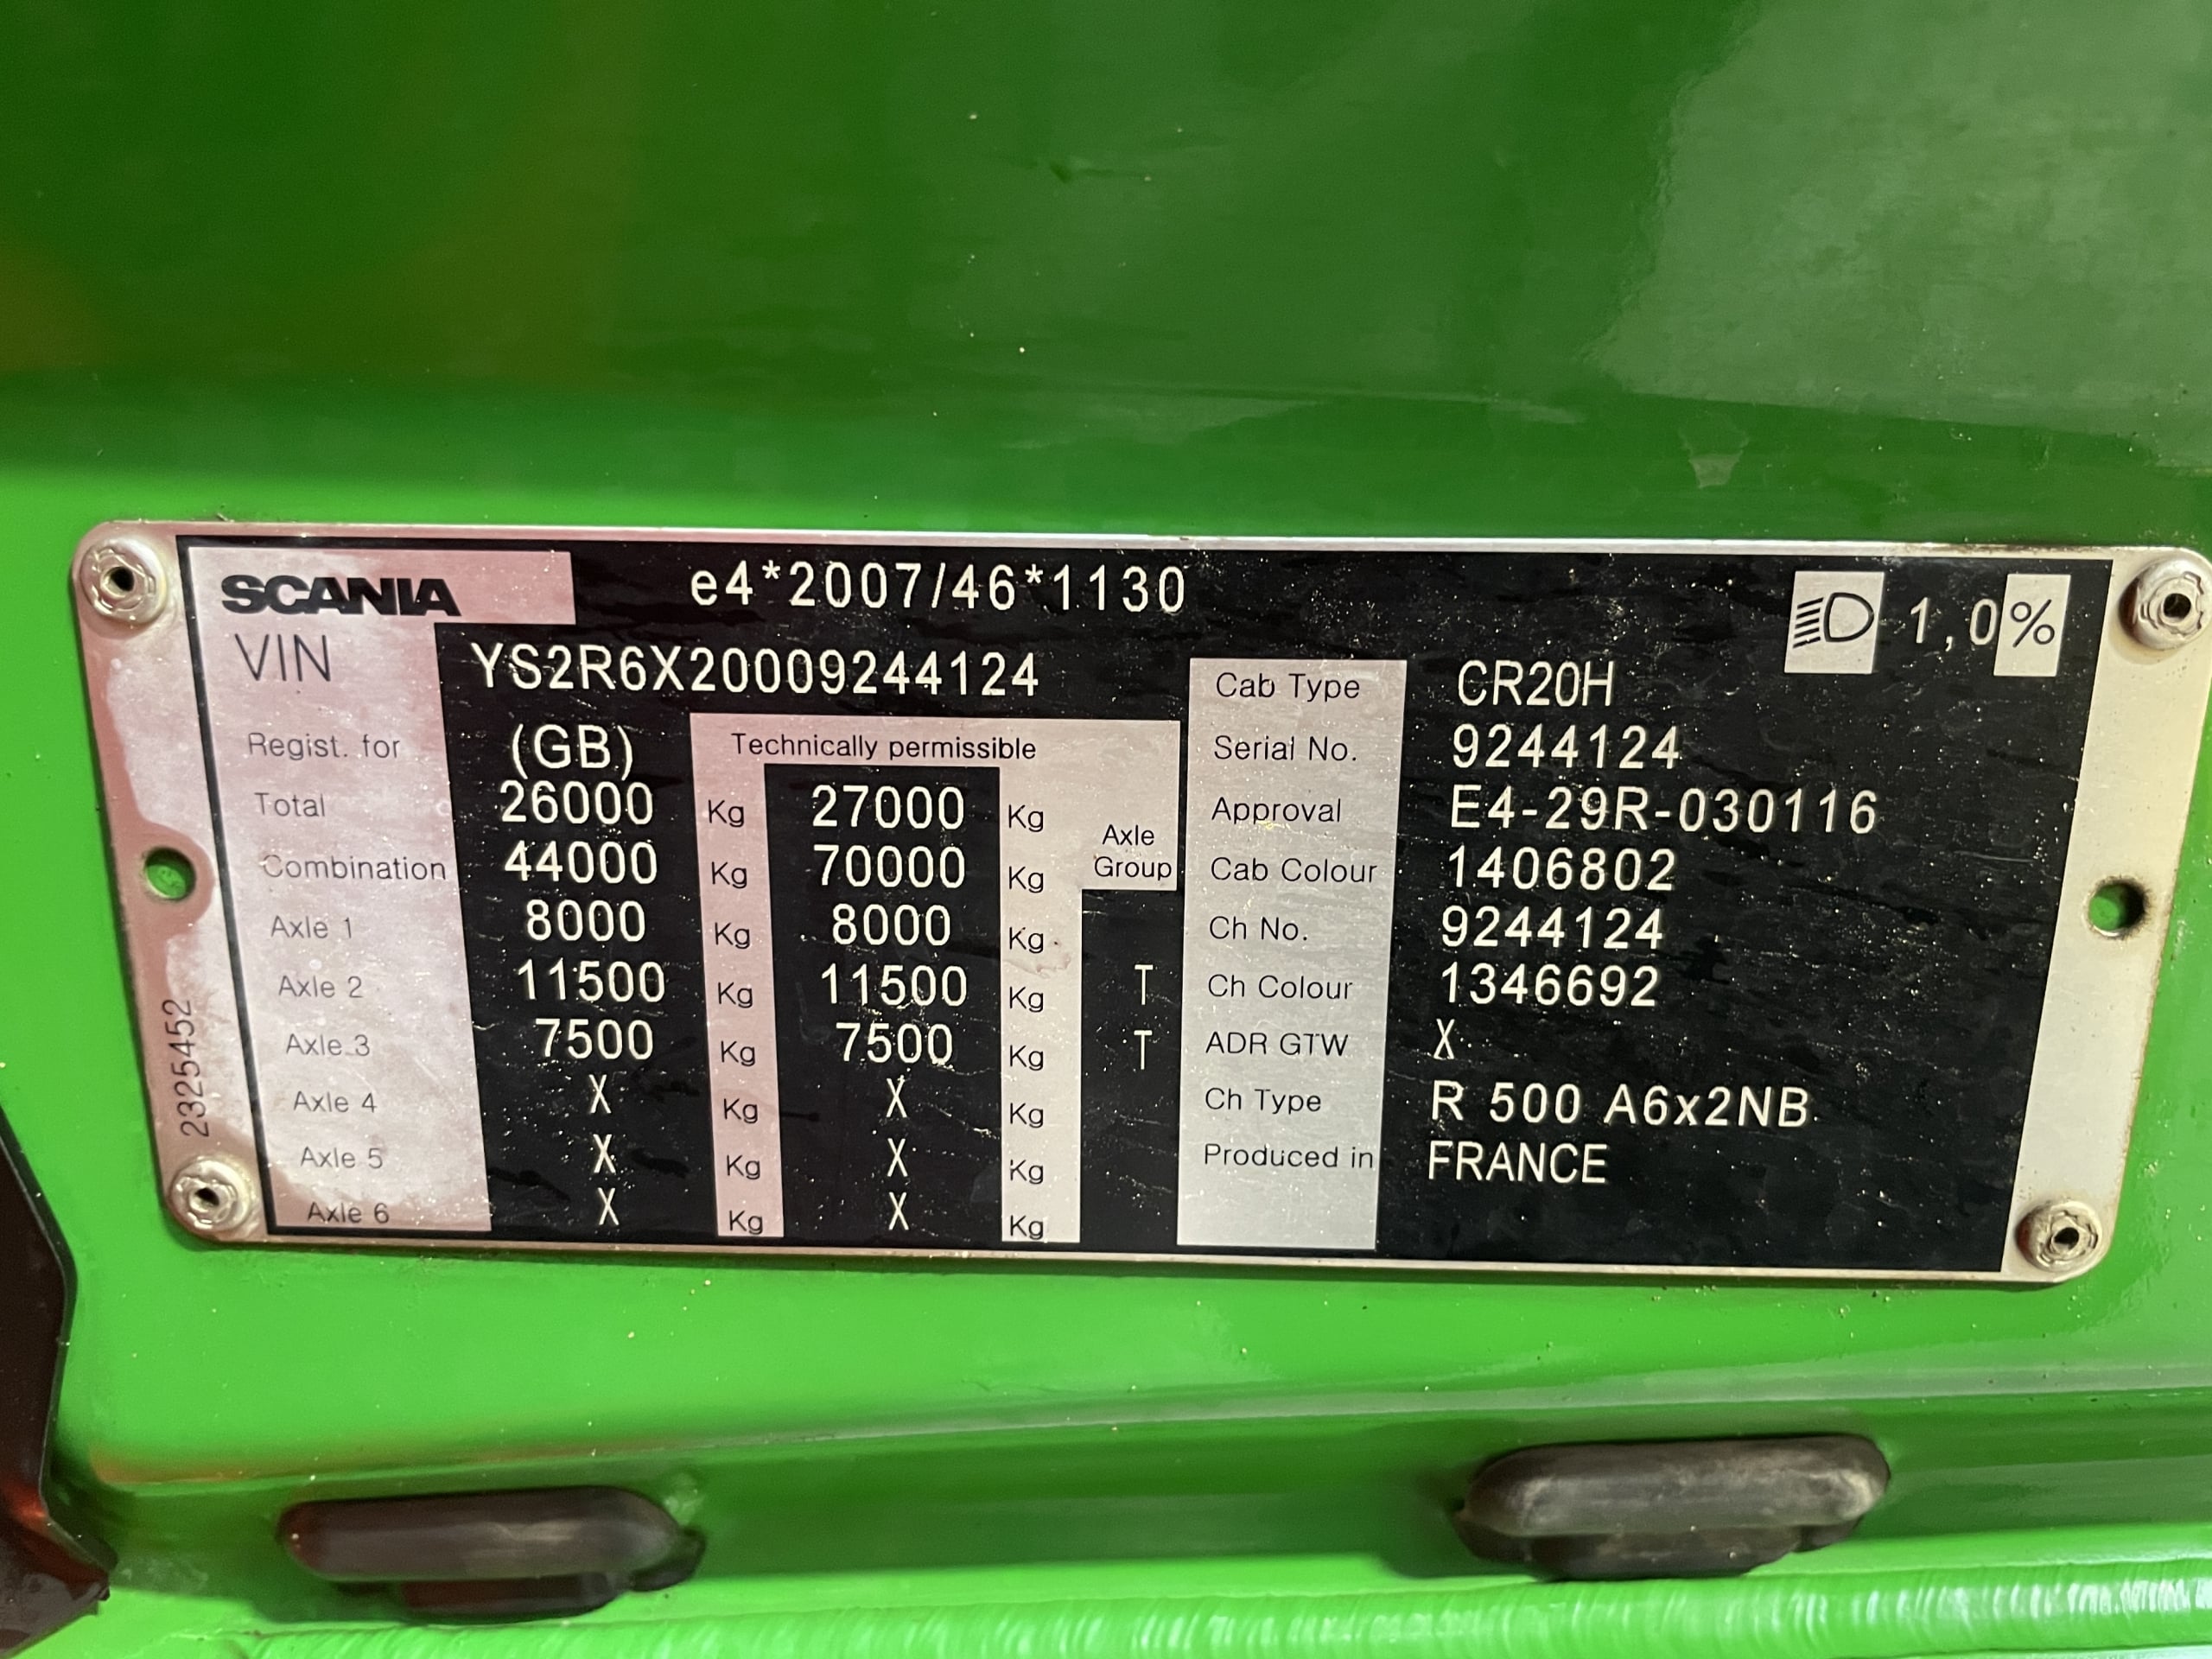 SCANIA e4*2007/46*1130 1,0%
VIN YS2R6X20009244124
Regist. for (GB) Technically permissible
Total 26000 Kg 27000 Kg
Combination 44000 Kg 70000 Kg Axle Group
Axle 1 8000 Kg 8000 Kg
Axle 2 11500 Kg 11500 Kg T
Axle 3 7500 Kg 7500 Kg T
Axle 4 X Kg X Kg
Axle 5 X Kg X Kg
Axle 6 X Kg X Kg
Cab Type CR20H
Serial No. 9244124
Approval E4-29R-030116
Cab Colour 1406802
Ch No. 9244124
Ch Colour 1346692
ADR GTW X
Ch Type R 500 A6x2NB
Produced in FRANCE
2325452